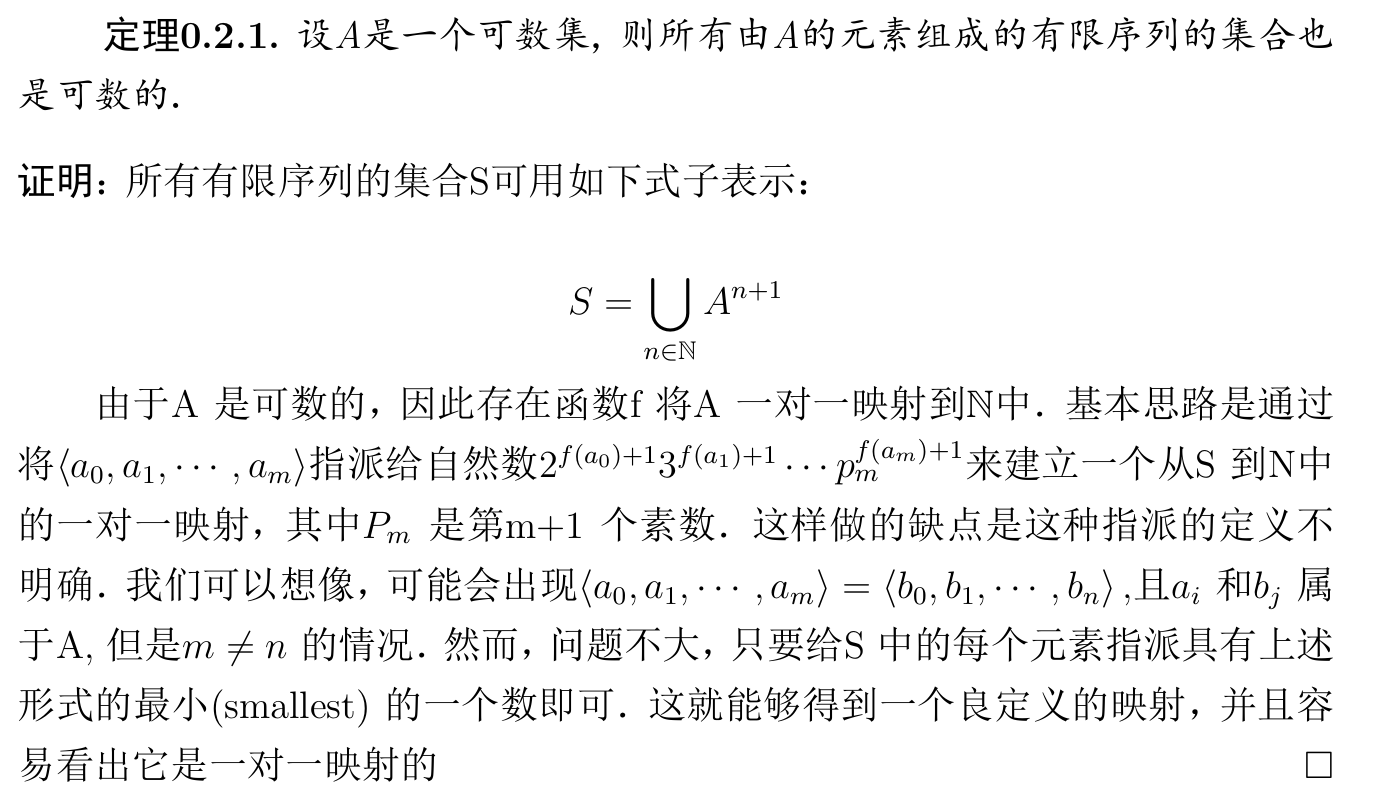 定理0.2.1. 设A是一个可数集, 则所有由A的元素组成的有限序列的集合也
是可数的.
证明: 所有有限序列的集合S可用如下式子表示:
$S = \bigcup_{n \in \mathbb{N}} A^{n+1}$
由于A 是可数的, 因此存在函数f 将A 一对一映射到ℕ中. 基本思路是通过
将$\langle a_0, a_1, \cdots, a_m \rangle$指派给自然数$2^{f(a_0)+1}3^{f(a_1)+1} \cdots p_m^{f(a_m)+1}$来建立一个从S 到N中
的一对一映射, 其中$P_m$ 是第m+1 个素数. 这样做的缺点是这种指派的定义不
明确. 我们可以想像, 可能会出现$\langle a_0, a_1, \cdots, a_m \rangle = \langle b_0, b_1, \cdots, b_n \rangle$,且$a_i$ 和$b_j$ 属
于A, 但是$m \neq n$ 的情况. 然而, 问题不大, 只要给S 中的每个元素指派具有上述
形式的最小(smallest) 的一个数即可. 这就能够得到一个良定义的映射, 并且容
易看出它是一对一映射的 □